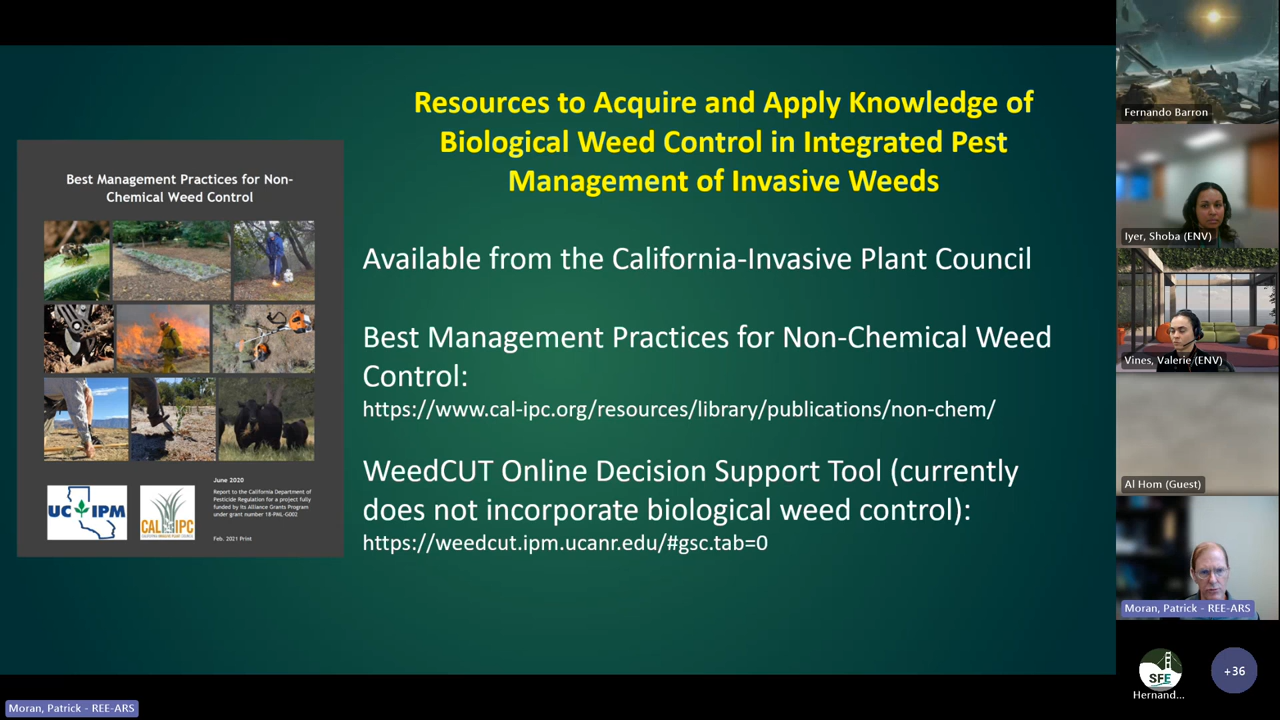 Resources to Acquire and Apply Knowledge of
Biological Weed Control in Integrated Pest
Management of Invasive Weeds
Available from the California-Invasive Plant Council
Best Management Practices for Non-Chemical Weed
Control:
https://www.cal-ipc.org/resources/library/publications/non-chem/
WeedCUT Online Decision Support Tool (currently
does not incorporate biological weed control):
https://weedcut.ipm.ucanr.edu/#gsc.tab=0
Best Management Practices for Non-
Chemical Weed Control
UC IPM
CAL-IPC
June 2020
Report to the California Department of
Pesticide Regulation for a project fully
funded by its Alliance Grants Program
under grant number 18-PML-G002
Feb. 2021 Print
Fernando Barron
Iyer, Shoba (ENV)
Vines, Valerie (ENV)
Al Hom (Guest)
Moran, Patrick - REE-ARS
SFE
Hernand...
+36
Moran, Patrick - REE-ARS